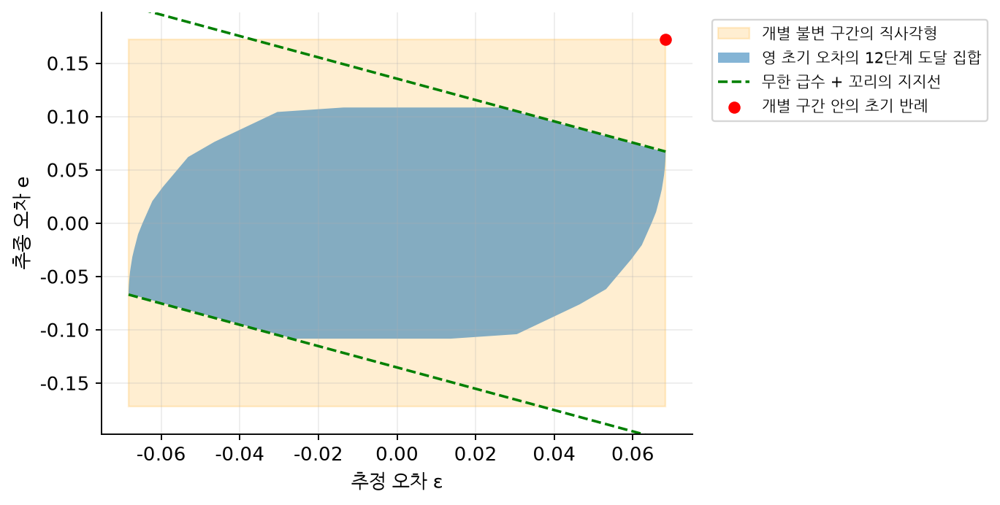 개별 불변 구간의 직사각형
영 초기 오차의 12단계 도달 집합
무한 급수 + 꼬리의 지지선
개별 구간 안의 초기 반례
추종 오차 e
0.15
0.10
0.05
0.00
-0.05
-0.10
-0.15
-0.06
-0.04
-0.02
0.00
0.02
0.04
0.06
추정 오차 ε